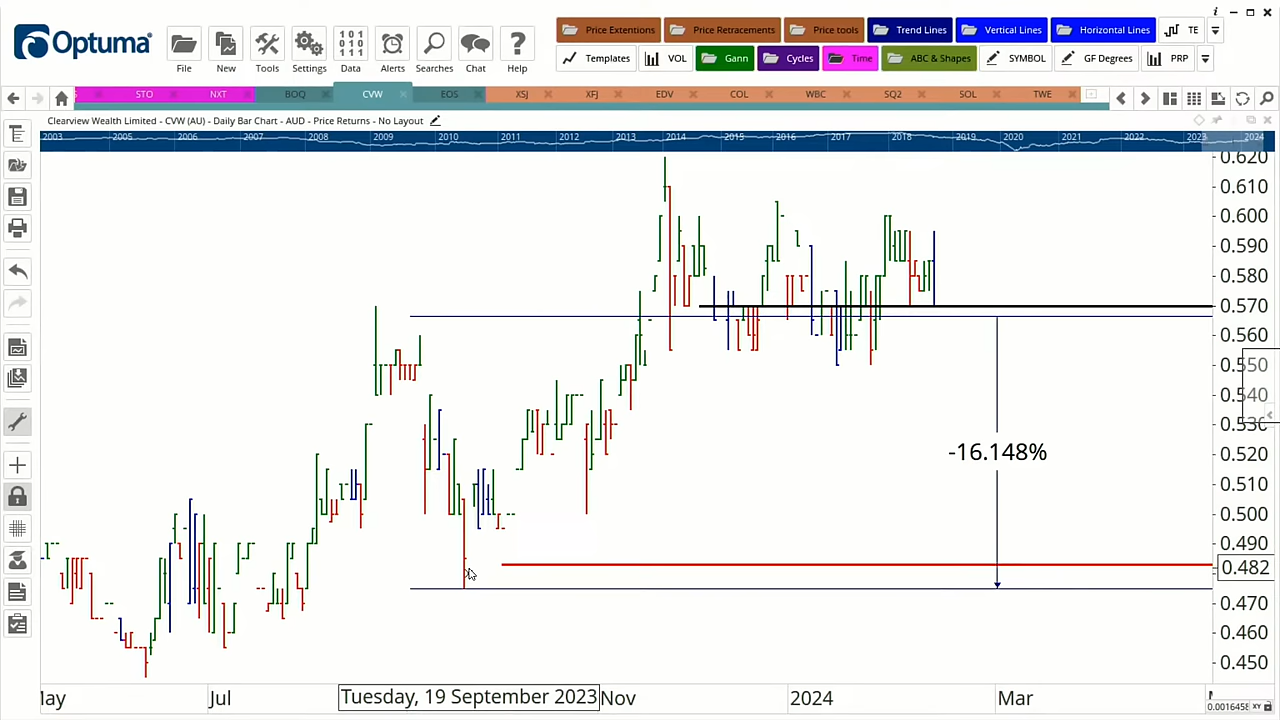 Optuma
File New Tools Settings Data Alerts Searches Chat Help
Price Extentions Price Retracements Price tools Trend Lines Vertical Lines Horizontal Lines TE
Templates VOL Gann Cycles Time ABC & Shapes SYMBOL GF Degrees PRP
STO NXT BOQ CVW EOS XSJ XFJ EDV COL WBC SQ2 SOL TWE
Clearview Wealth Limited - CVW (AU) - Daily Bar Chart - AUD - Price Returns - No Layout
2003 2005 2006 2007 2008 2009 2010 2011 2012 2013 2014 2015 2016 2017 2018 2019 2020 2021 2022 2023 2024
0.620
0.610
0.600
0.590
0.580
0.570
0.560
0.550
0.540
0.530
0.520
0.510
0.500
0.490
0.482
0.470
0.460
0.450
-16.148%
Jul Tuesday, 19 September 2023 Nov 2024 Mar
0.001645 XY